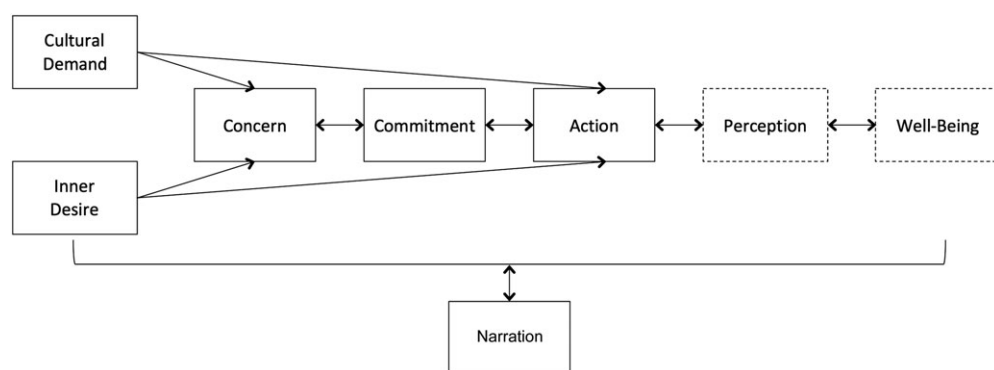 Cultural
Demand
Concern
Commitment
Action
Perception
Well-Being
Inner
Desire
Narration